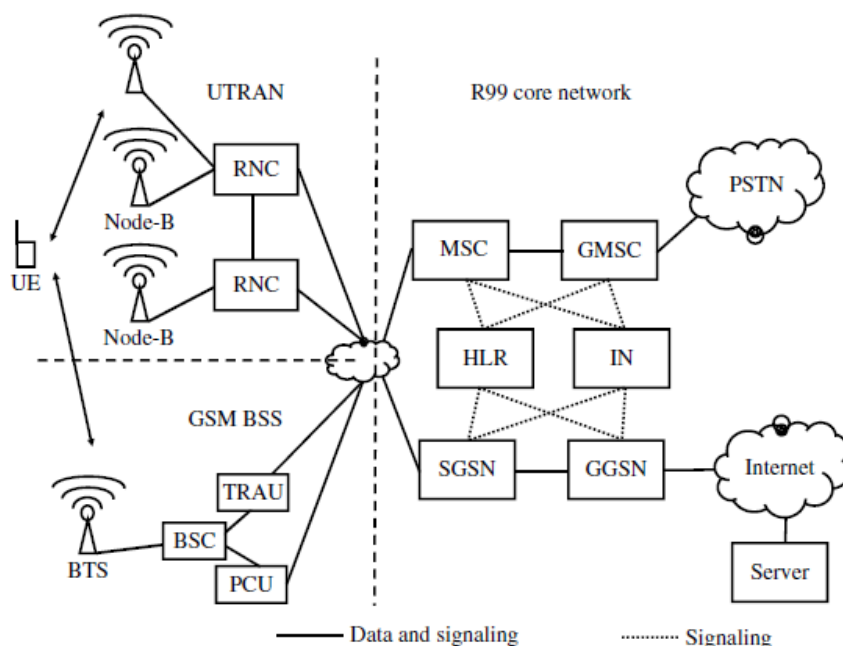 UTRAN
R99 core network
RNC
PSTN
Node-B
MSC
GMSC
UE
RNC
Node-B
HLR
IN
GSM BSS
SGSN
GGSN
Internet
TRAU
BSC
BTS
PCU
Server
Data and signaling
Signaling